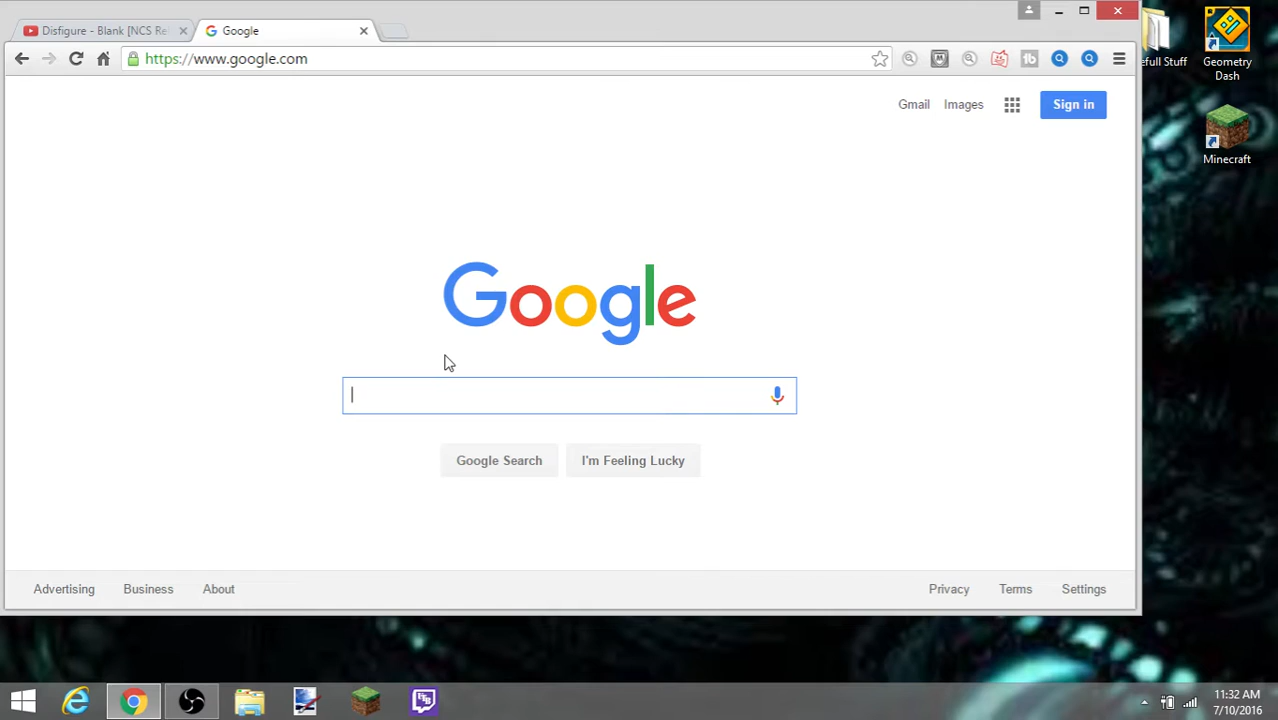 Disfigure - Blank [NCS Rel
Google
https://www.google.com
Gmail
Images
Sign in
Google
Google Search
I'm Feeling Lucky
Advertising
Business
About
Privacy
Terms
Settings
efull Stuff
Geometry
Dash
Minecraft
11:32 AM
7/10/2016